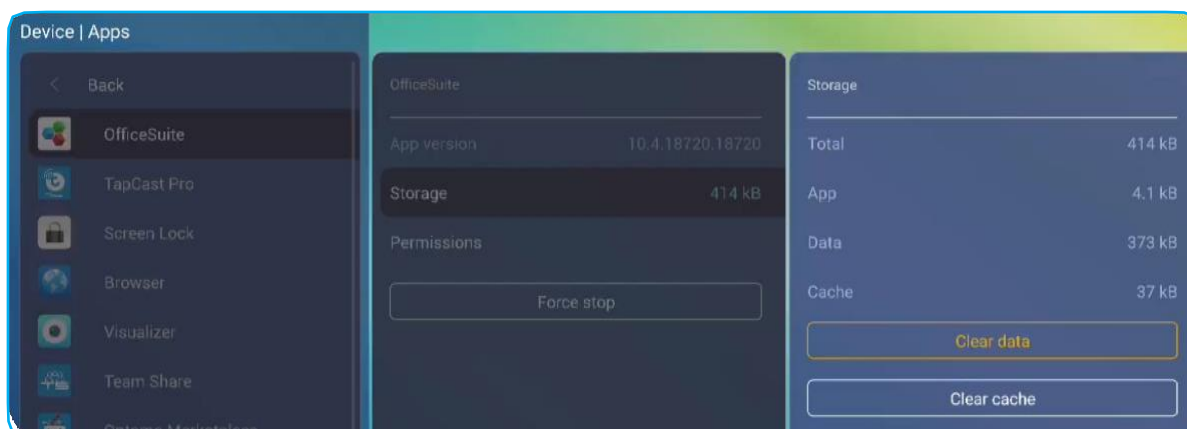 Device | Apps
Back
OfficeSuite
TapCast Pro
Screen Lock
Browser
Visualizer
Team Share
OfficeSuite
App version 10.4.18720.18720
Storage 414 kB
Permissions
Force stop
Storage
Total 414 kB
App 4.1 kB
Data 373 kB
Cache 37 kB
Clear data
Clear cache